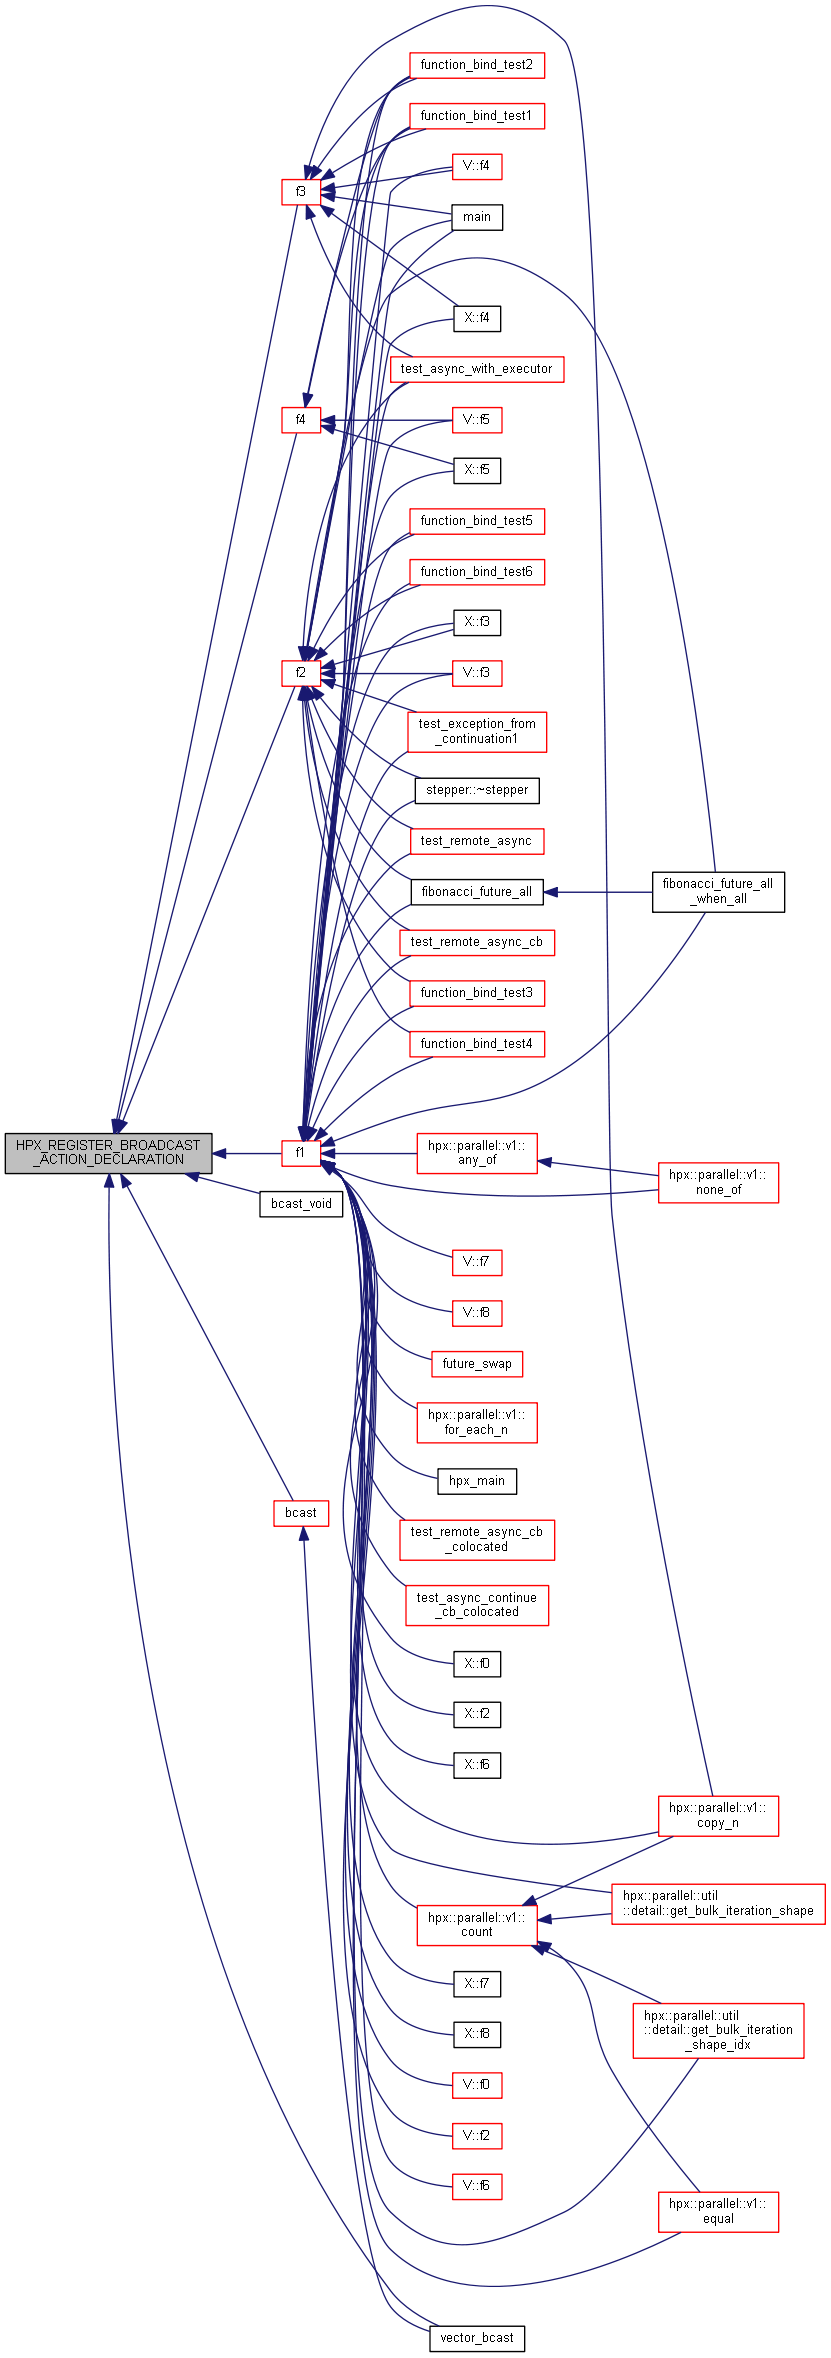 function_bind_test2
function_bind_test1
V::f4
f3
main
X::f4
test_async_with_executor
f4
V::f5
X::f5
function_bind_test5
function_bind_test6
X::f3
f2
V::f3
test_exception_from
_continuation1
stepper::~stepper
test_remote_async
fibonacci_future_all
fibonacci_future_all
_when_all
test_remote_async_cb
function_bind_test3
function_bind_test4
HPX_REGISTER_BROADCAST
_ACTION_DECLARATION
f1
hpx::parallel::v1::
any_of
hpx::parallel::v1::
none_of
bcast_void
V::f7
V::f8
future_swap
hpx::parallel::v1::
for_each_n
hpx_main
bcast
test_remote_async_cb
_colocated
test_async_continue
_cb_colocated
X::f0
X::f2
X::f6
hpx::parallel::v1::
copy_n
hpx::parallel::util
::detail::get_bulk_iteration_shape
hpx::parallel::v1::
count
X::f7
X::f8
hpx::parallel::util
::detail::get_bulk_iteration
_shape_idx
V::f0
V::f2
V::f6
hpx::parallel::v1::
equal
vector_bcast